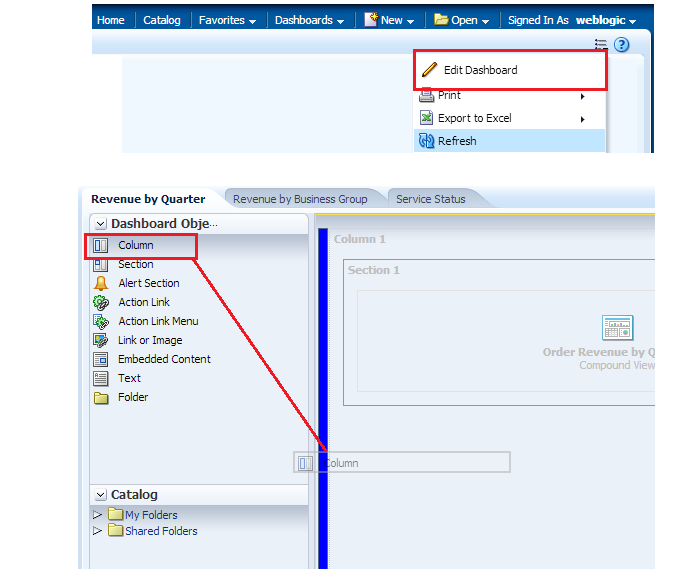 Home Catalog Favorites Dashboards New Open Signed In As weblogic
Edit Dashboard
Print
Export to Excel
Refresh
Revenue by Quarter Revenue by Business Group Service Status
Dashboard Obje...
Column
Section
Alert Section
Action Link
Action Link Menu
Link or Image
Embedded Content
Text
Folder
Column 1
Section 1
Order Revenue by Q
Compound View
Column
Catalog
My Folders
Shared Folders